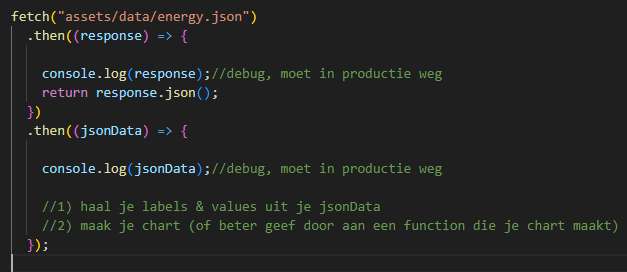 fetch("assets/data/energy.json")
.then((response) => {
console.log(response);//debug, moet in productie weg
return response.json();
})
.then((jsonData) => {
console.log(jsonData);//debug, moet in productie weg
//1) haal je labels & values uit je jsonData
//2) maak je chart (of beter geef door aan een function die je chart maakt)
});